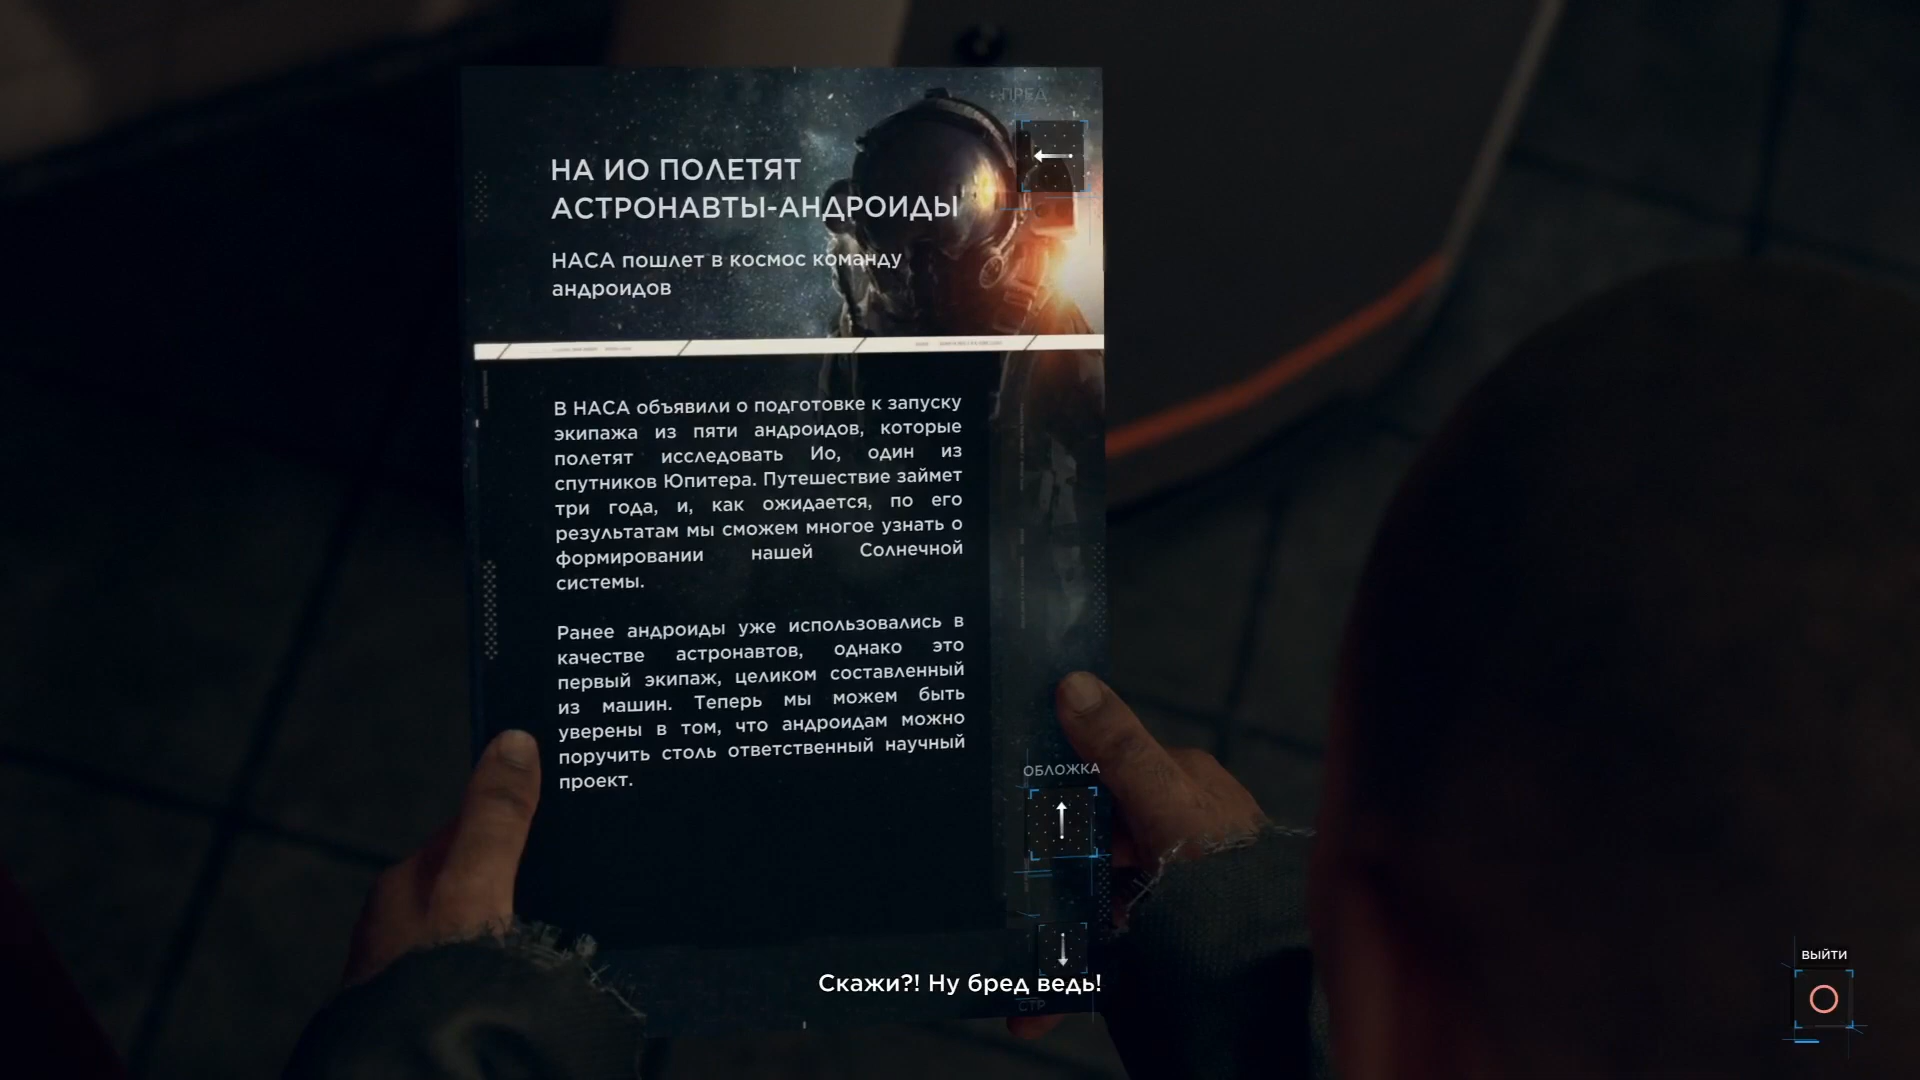 ПРЕД
НА ИО ПОЛЕТЯТ
АСТРОНАВТЫ-АНДРОИДЫ
НАСА пошлет в космос команду
андроидов
В НАСА объявили о подготовке к запуску
экипажа из пяти андроидов, которые
полетят исследовать Ио, один из
спутников Юпитера. Путешествие займет
три года, и, как ожидается, по его
результатам мы сможем многое узнать о
формировании нашей Солнечной
системы.
Ранее андроиды уже использовались в
качестве астронавтов, однако это
первый экипаж, целиком составленный
из машин. Теперь мы можем быть
уверены в том, что андроидам можно
поручить столь ответственный научный
проект.
ОБЛОЖКА
ВЫЙТИ
Скажи?! Ну бред ведь!
СТР